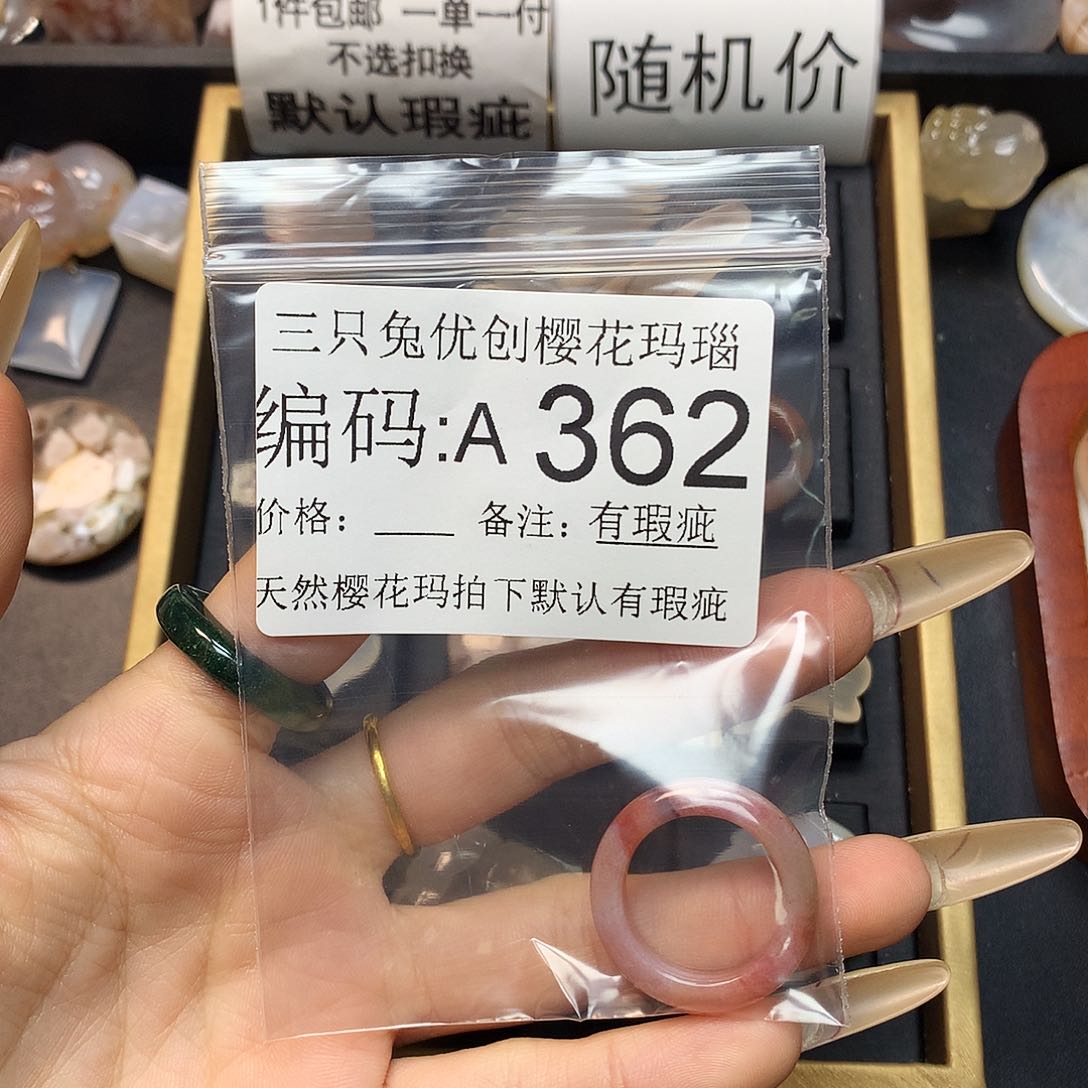 1件包邮 一单一付
不选扣换
默认瑕疵
随机价
三只兔优创樱花玛瑙
编码:A 362
价格: ___ 备注: 有瑕疵
天然樱花玛拍下默认有瑕疵